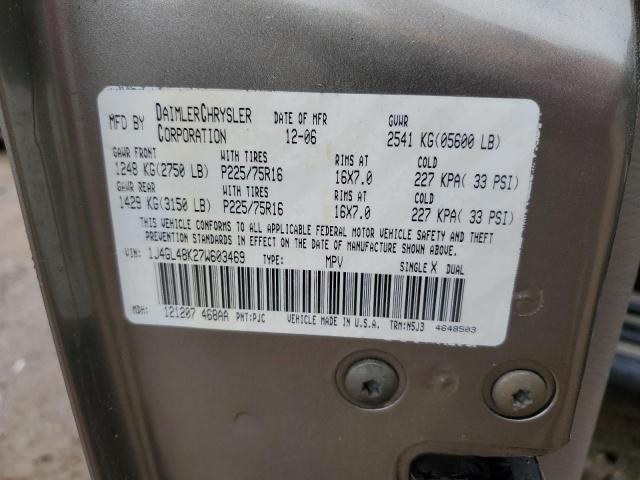 MFD BY DAIMLERCHRYSLER CORPORATION DATE OF MFR 12-06 GVWR 2541 KG(05600 LB)
GAWR FRONT WITH TIRES RIMS AT COLD
1248 KG(2750 LB) P225/75R16 16X7.0 227 KPA( 33 PSI)
GAWR REAR WITH TIRES RIMS AT COLD
1429 KG(3150 LB) P225/75R16 16X7.0 227 KPA( 33 PSI)
THIS VEHICLE CONFORMS TO ALL APPLICABLE FEDERAL MOTOR VEHICLE SAFETY AND THEFT
PREVENTION STANDARDS IN EFFECT ON THE DATE OF MANUFACTURE SHOWN ABOVE.
VIN: 1J4GL48K27W603469 TYPE: MPV SINGLE X DUAL
MDH: 121207 468AA PNT:PJC VEHICLE MADE IN U.S.A. TRM:N5J3 4648503